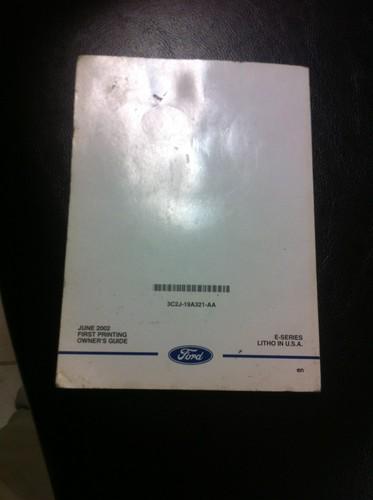 3C2J-19A321-AA
JUNE 2002
FIRST PRINTING
OWNER'S GUIDE
E-SERIES
LITHO IN U.S.A.
Ford
en